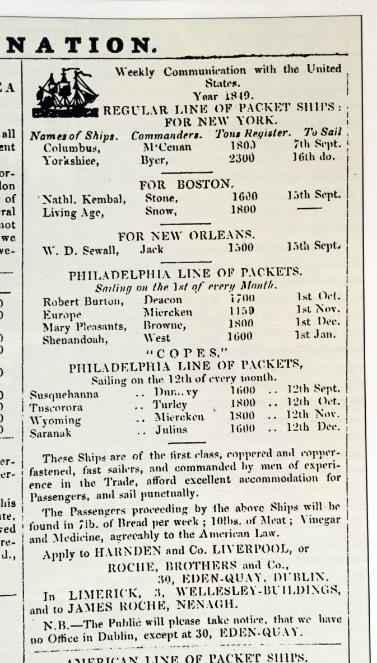 NATION.
Weekly Communication with the United
States.
Year 1849.
REGULAR LINE OF PACKET SHIPS:
FOR NEW YORK.
Names of Ships. Commanders. Tons Register. To Sail
Columbus, M'Cenan 1800 7th Sept.
Yorkshiee, Byer, 2300 16th do.
FOR BOSTON.
Nathl. Kembal, Stone, 1600 15th Sept.
Living Age, Snow, 1800 —
FOR NEW ORLEANS.
W. D. Sewall, Jack 1500 15th Sept.
PHILADELPHIA LINE OF PACKETS.
Sailing on the 1st of every Month.
Robert Burton, Deacon 1700 1st Oct.
Europe Miercken 1150 1st Nov.
Mary Pleasants, Browne, 1800 1st Dec.
Shenandoah, West 1600 1st Jan.
"COPES,"
PHILADELPHIA LINE OF PACKETS,
Sailing on the 12th of every month.
Susquehanna .. 1600 .. 12th Sept.
Tuscorora .. Turley 1800 .. 12th Oct.
Wyoming .. Miercken 1800 .. 12th Nov.
Saranak .. Julius 1600 .. 12th Dec.
These Ships are of the first class, coppered and copper-
fastened, fast sailers, and commanded by men of experi-
ence in the Trade, afford excellent accommodation for
Passengers, and sail punctually.
The Passengers proceeding by the above Ships will be
found in 7lb. of Bread per week; 10lbs. of Meat; Vinegar
and Medicine, agreeably to the American Law.
Apply to HARNDEN and Co. LIVERPOOL, or
ROCHE, BROTHERS and Co.,
30, EDEN-QUAY, DUBLIN.
In LIMERICK, 3, WELLESLEY-BUILDINGS,
and to JAMES ROCHE, NENAGH.
N.B.—The Public will please take notice, that we have
no Office in Dublin, except at 30, EDEN-QUAY.
AMERICAN LINE OF PACKET SHIPS.